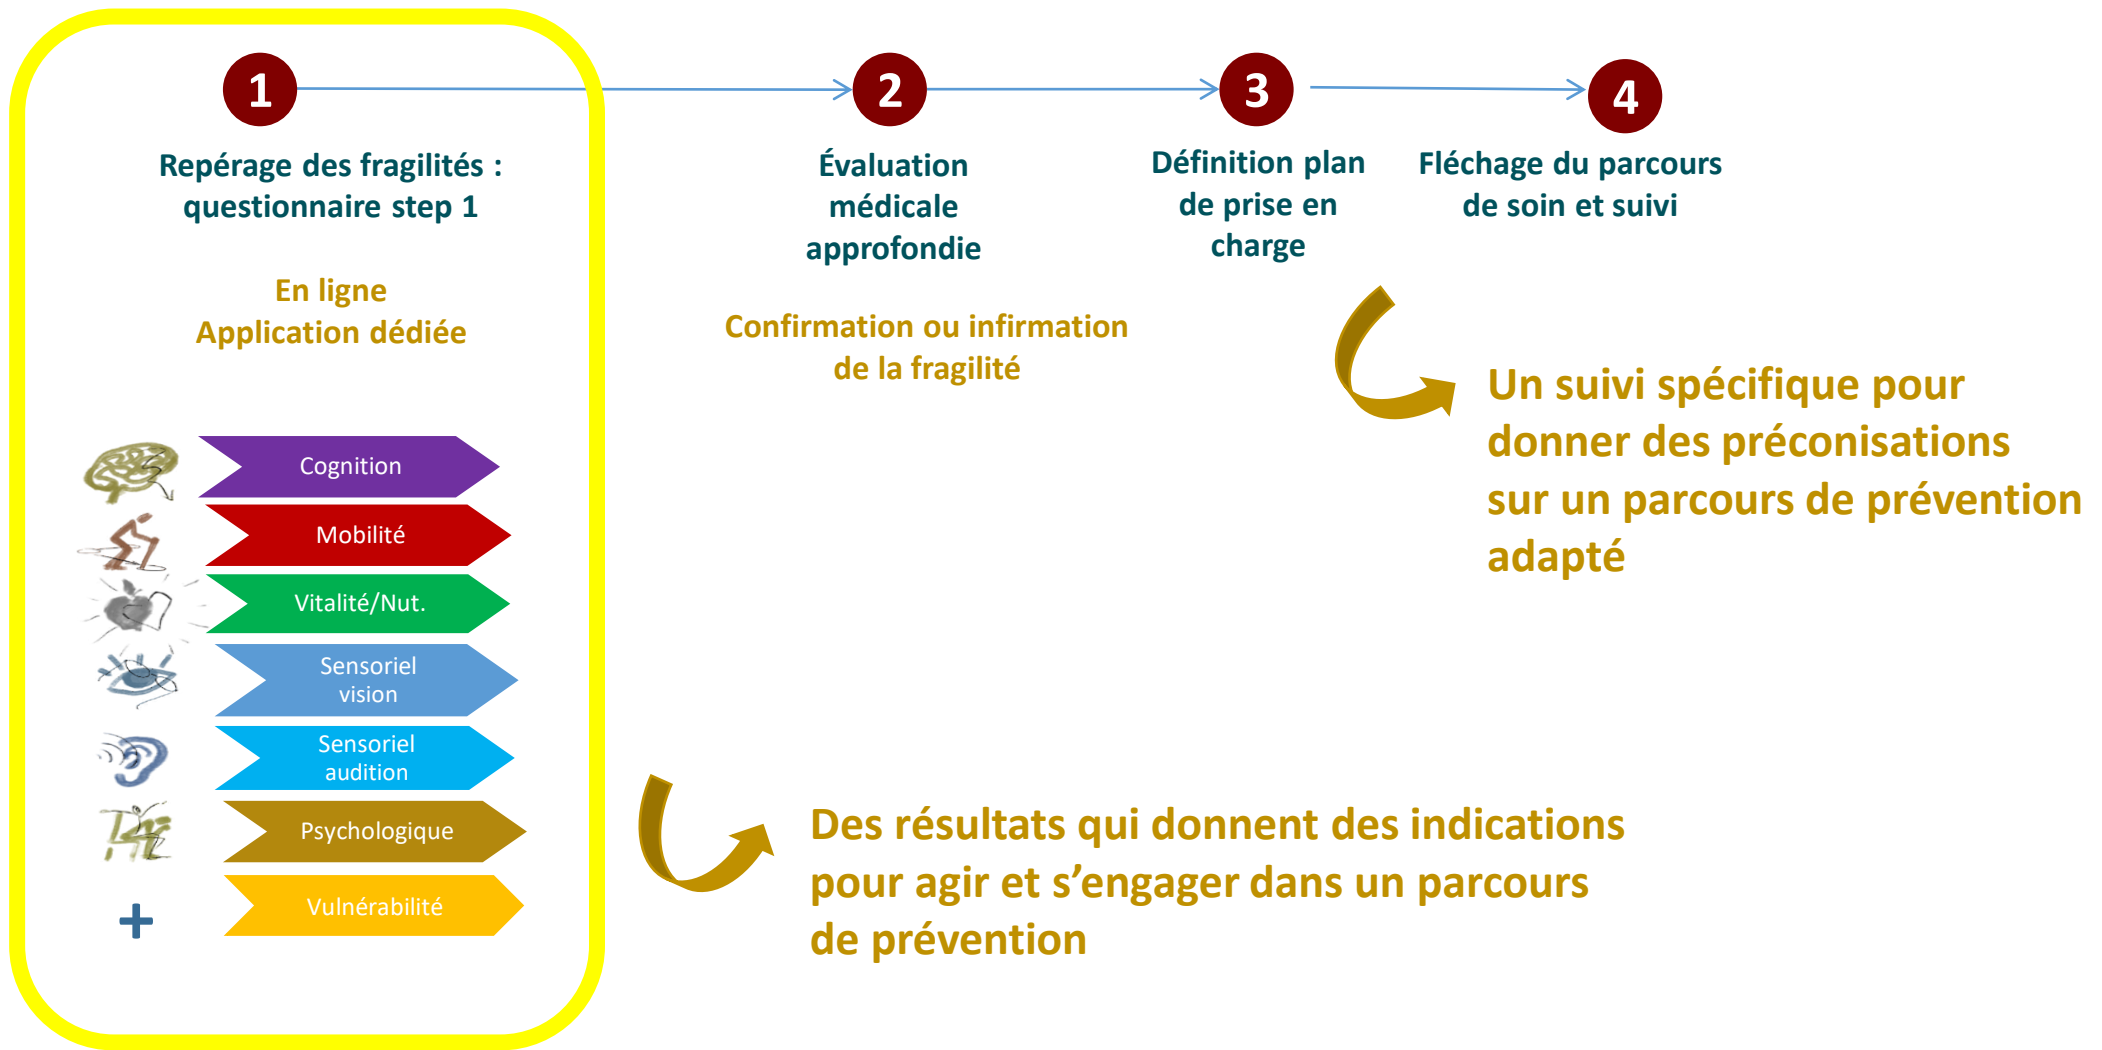 1
Repérage des fragilités :
questionnaire step 1
En ligne
Application dédiée
Cognition
Mobilité
Vitalité/Nut.
Sensoriel
vision
Sensoriel
audition
Psychologique
+
Vulnérabilité
2
Évaluation
médicale
approfondie
Confirmation ou infirmation
de la fragilité
3
Définition plan
de prise en
charge
4
Fléchage du parcours
de soin et suivi
Un suivi spécifique pour
donner des préconisations
sur un parcours de prévention
adapté
Des résultats qui donnent des indications
pour agir et s’engager dans un parcours
de prévention